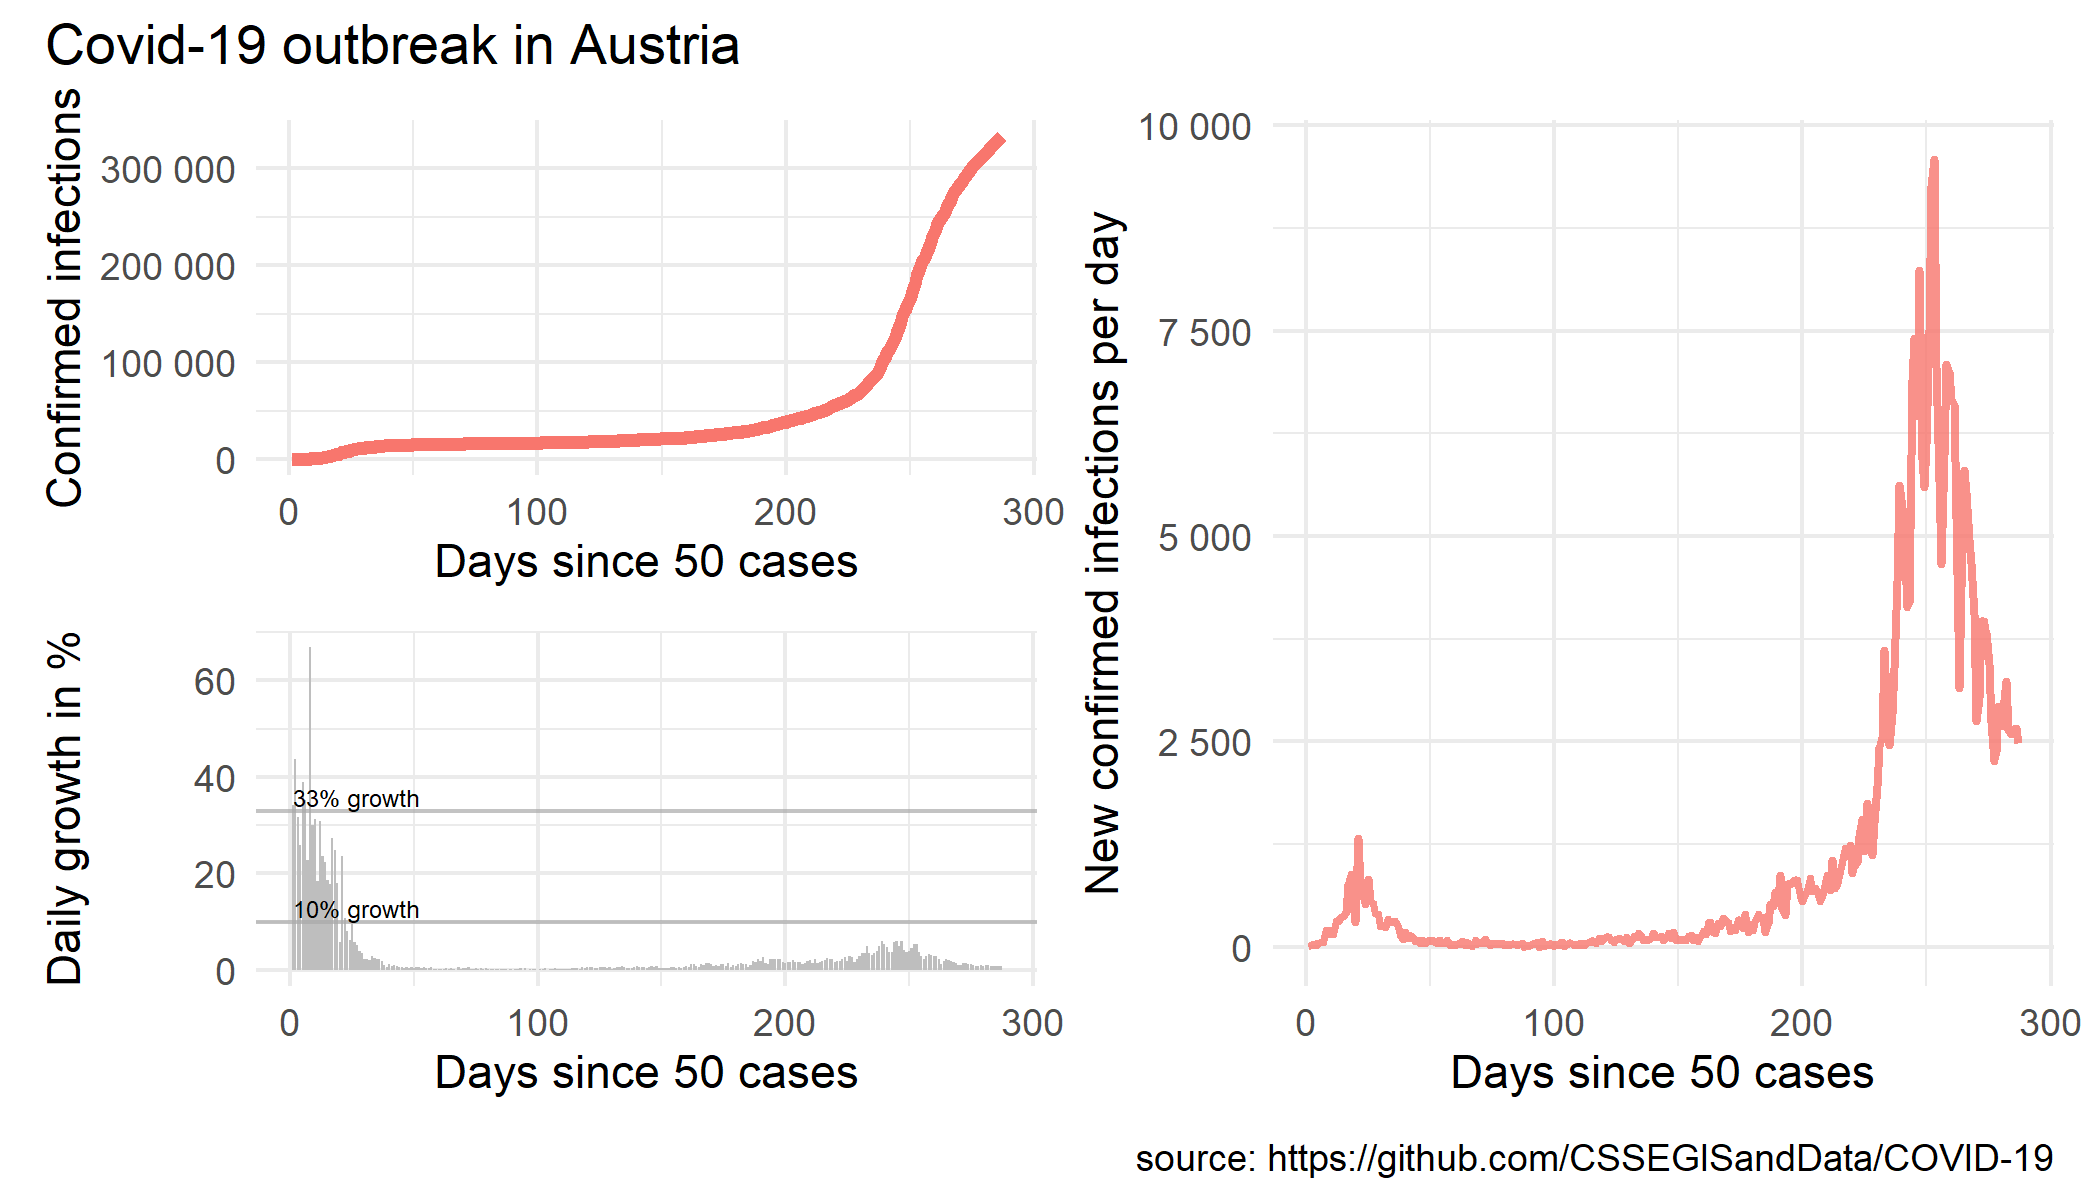 Covid-19 outbreak in Austria
Confirmed infections
300 000
200 000
100 000
0
0 100 200 300
Days since 50 cases
Daily growth in %
60
40
20
0
33% growth
10% growth
0 100 200 300
Days since 50 cases
New confirmed infections per day
10 000
7 500
5 000
2 500
0
0 100 200 300
Days since 50 cases
source: https://github.com/CSSEGISandData/COVID-19